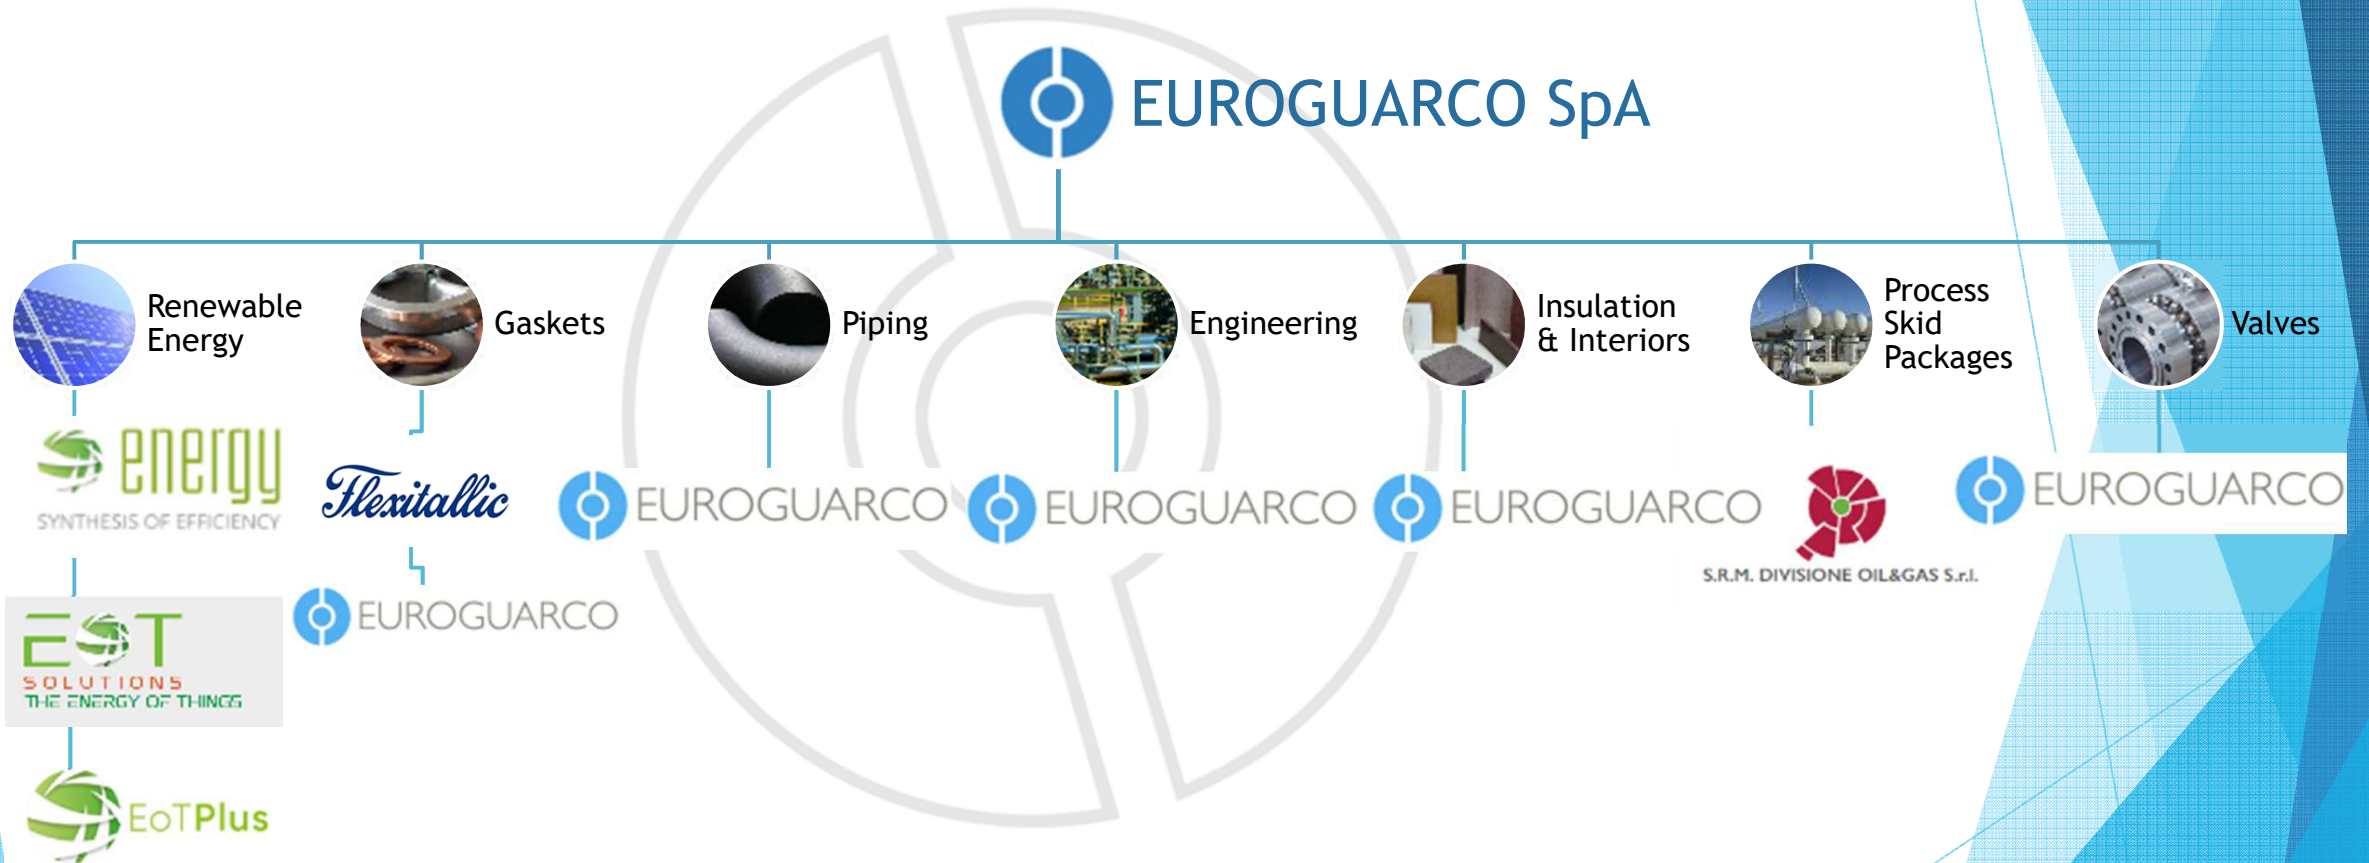 EUROGUARCO SpA
Renewable
Energy
Gaskets
Piping
Engineering
Insulation
& Interiors
Process
Skid
Packages
Valves
energy
SYNTHESIS OF EFFICIENCY
Flexitallic
EUROGUARCO
EUROGUARCO
EUROGUARCO
S.R.M. DIVISIONE OIL&GAS S.r.l.
EUROGUARCO
EOT
SOLUTIONS
THE ENERGY OF THINGS
EUROGUARCO
EoTPlus